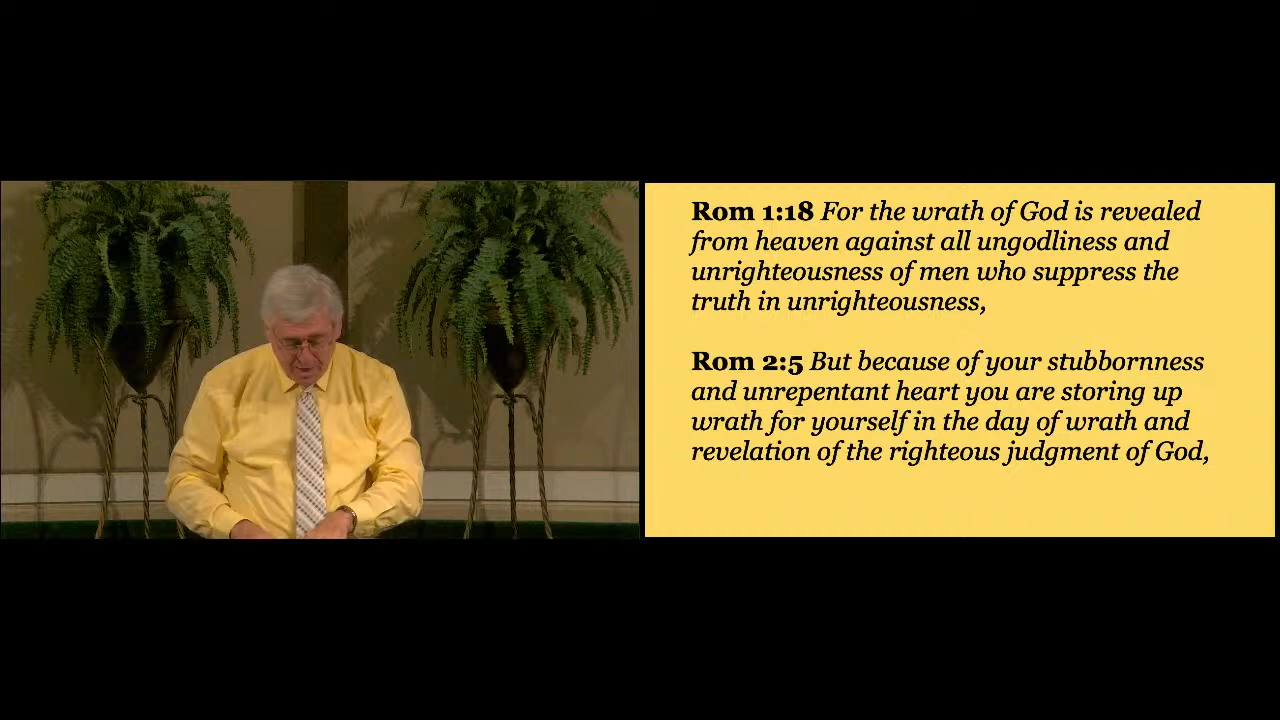 Rom 1:18 For the wrath of God is revealed
from heaven against all ungodliness and
unrighteousness of men who suppress the
truth in unrighteousness,
Rom 2:5 But because of your stubbornness
and unrepentant heart you are storing up
wrath for yourself in the day of wrath and
revelation of the righteous judgment of God,